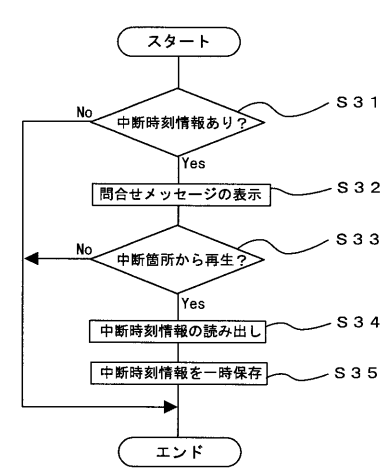 スタート
中断時刻情報あり？
S31
No
Yes
問合せメッセージの表示
S32
中断箇所から再生？
S33
No
Yes
中断時刻情報の読み出し
S34
中断時刻情報を一時保存
S35
エンド